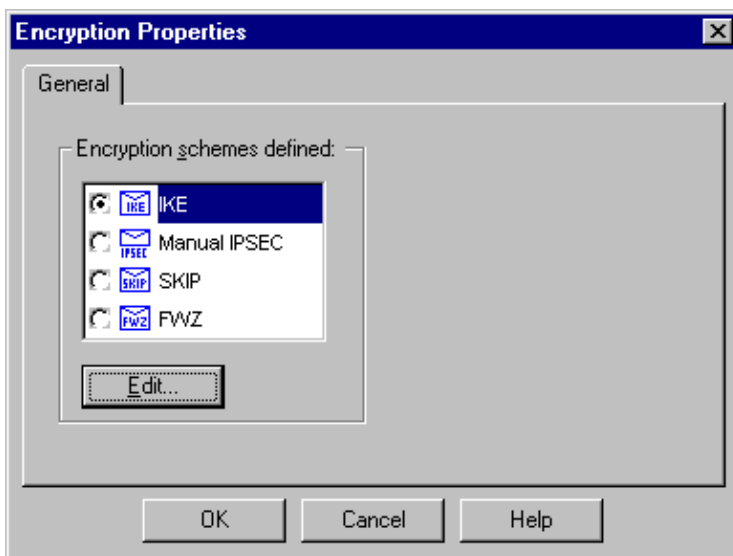 Encryption Properties
General
Encryption schemes defined:
IKE IKE
IPSEC Manual IPSEC
SKIP SKIP
FWZ FWZ
Edit...
OK Cancel Help